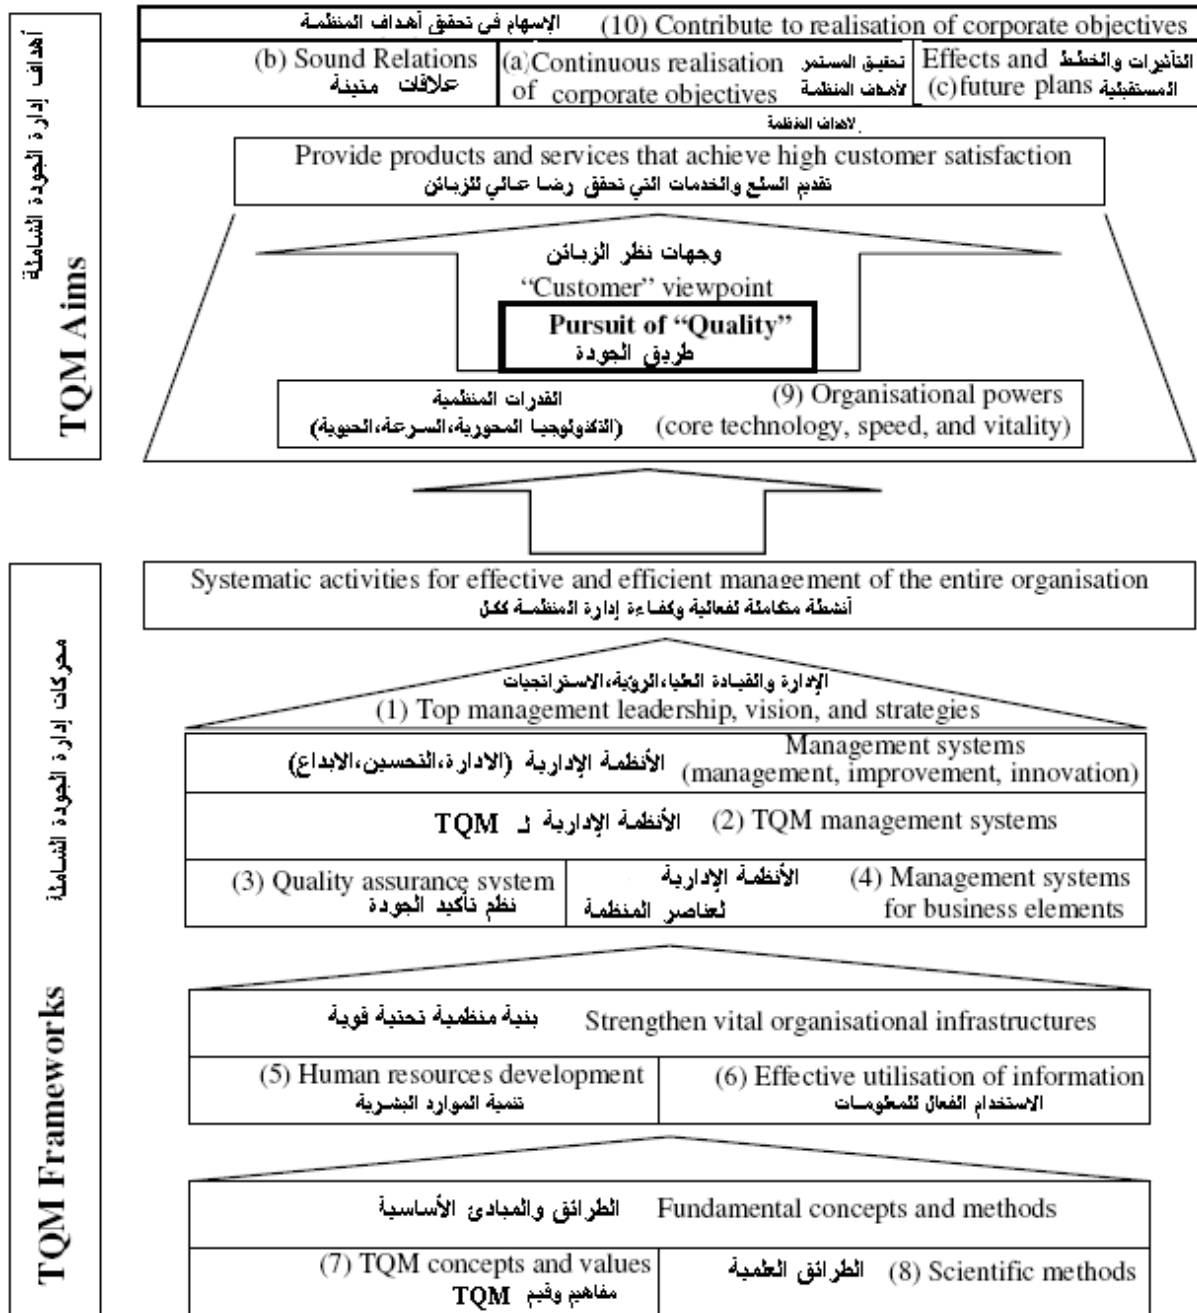 الإسهام في تحقيق أهداف المنظمة (10) Contribute to realisation of corporate objectives
(b) Sound Relations
علاقات متينة
(a) Continuous realisation تحقيق المستمر
of corporate objectives لأهداف المنظمة
Effects and التأثيرات والخطط
(c) future plans المستقبلية
لاهداف المنظمة
Provide products and services that achieve high customer satisfaction
تقديم السلع والخدمات التي تحقق رضا عالي للزبائن
وجهات نظر الزبائن
“Customer” viewpoint
Pursuit of “Quality”
طريق الجودة
القدرات المنظمية (9) Organisational powers
(التكنولوجيا المحورية،السرعة،الحيوية) (core technology, speed, and vitality)
أهداف إدارة الجودة الشاملة
TQM Aims
Systematic activities for effective and efficient management of the entire organisation
أنشطة متكاملة لفعالية وكفاءة إدارة المنظمة ككل
الإدارة والقيادة العليا،الرؤية،الاستراتجيات
(1) Top management leadership, vision, and strategies
Management systems
الأنظمة الإدارية (الادارة،التحسين،الابداع) (management, improvement, innovation)
الأنظمة الإدارية لـ TQM (2) TQM management systems
(3) Quality assurance system
نظم تأكيد الجودة
الأنظمة الإدارية (4) Management systems
لعناصر المنظمة for business elements
بنية منظمية تحتية قوية Strengthen vital organisational infrastructures
(5) Human resources development
تنمية الموارد البشرية
(6) Effective utilisation of information
الاستخدام الفعال للمعلومات
الطرائق والمبادئ الأساسية Fundamental concepts and methods
(7) TQM concepts and values
مفاهيم وقيم TQM
الطرائق العلمية (8) Scientific methods
محركات إدارة الجودة الشاملة
TQM Frameworks